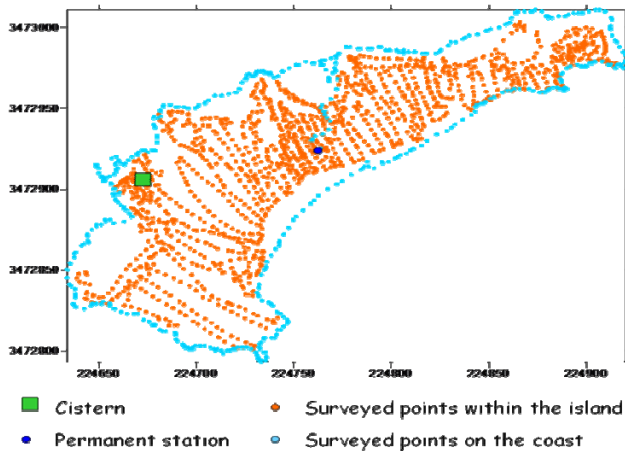 3473000
3472950
3472900
3472850
3472800
224650 224700 224750 224800 224850 224900
Cistern
Surveyed points within the island
Permanent station
Surveyed points on the coast